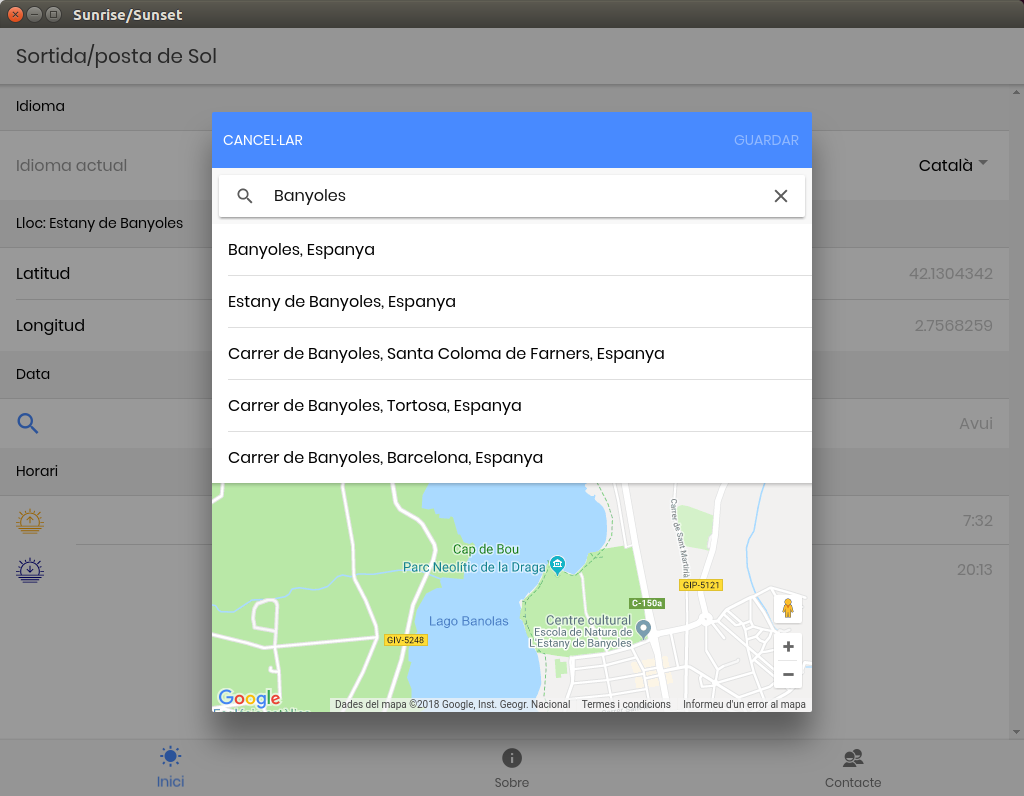 Sunrise/Sunset
Sortida/posta de Sol
Idioma
Idioma actual
Català
Lloc: Estany de Banyoles
Latitud
42.1304342
Longitud
2.7568259
Data
Avui
Horari
7:32
20:13
CANCEL·LAR
GUARDAR
Banyoles
Banyoles, Espanya
Estany de Banyoles, Espanya
Carrer de Banyoles, Santa Coloma de Farners, Espanya
Carrer de Banyoles, Tortosa, Espanya
Carrer de Banyoles, Barcelona, Espanya
Carrer de Sant Martirià
Cap de Bou
Parc Neolític de la Draga
GIP-5121
C-150a
Lago Banolas
Centre cultural
Escola de Natura de
L'Estany de Banyoles
GIV-5248
+
−
Google
Dades del mapa ©2018 Google, Inst. Geogr. Nacional
Termes i condicions
Informeu d'un error al mapa
Inici
Sobre
Contacte